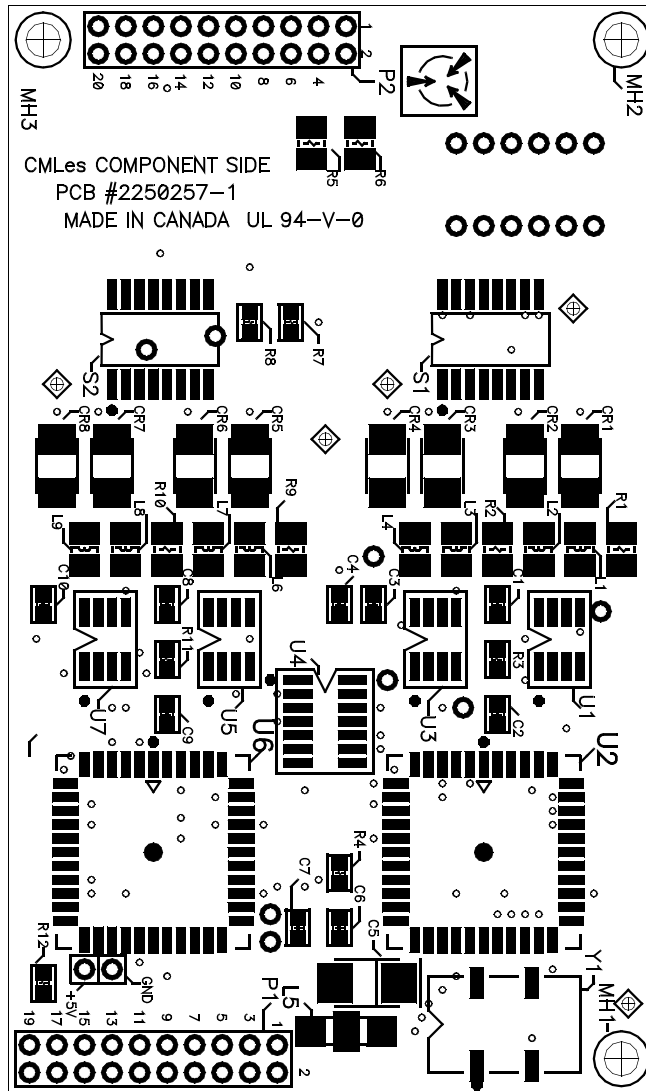 1
2
20 18 16 14 12 10 8 6 4
P2
MH3
MH2
R5 R6
CMLes COMPONENT SIDE
PCB #2250257-1
MADE IN CANADA UL 94-V-0
R8 R7
S2 S1
CR8 CR7 CR6 CR5 CR4 CR3 CR2 CR1
L9 L8 R10 L7 R9 L4 L3 R2 L2 R1
C10 C8 L6 C4 C3 C1 L1
R11 U4 R3
U7 C9 U5 U6 U3 C2 U1
U2
R4
C7 C6
C5
R12 Y1
+5V GND
P1 L5 MH1
19 17 15 13 11 9 7 5 3 1
2